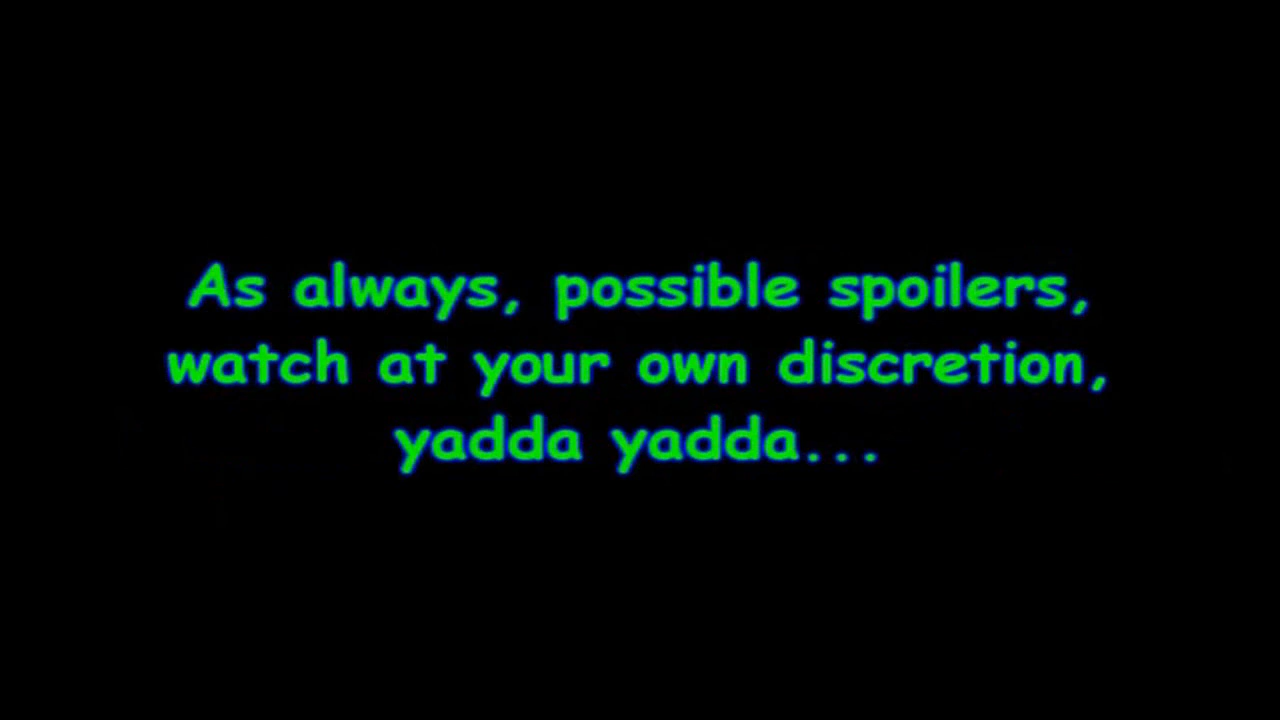 As always, possible spoilers,
watch at your own discretion,
yadda yadda...